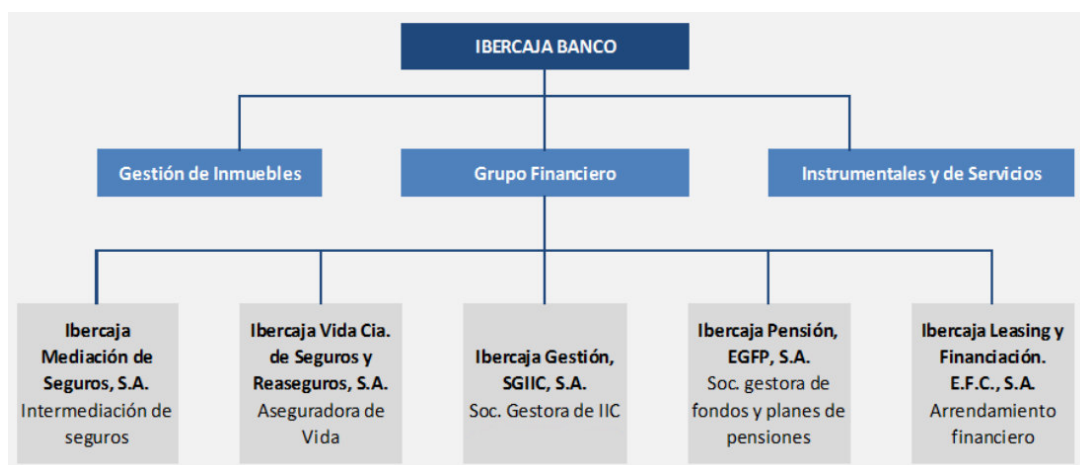 IBERCAJA BANCO
Gestión de Inmuebles
Grupo Financiero
Instrumentales y de Servicios
Ibercaja
Mediación de
Seguros, S.A.
Intermediación de
seguros
Ibercaja Vida Cia.
de Seguros y
Reaseguros, S.A.
Aseguradora de
Vida
Ibercaja Gestión,
SGIIC, S.A.
Soc. Gestora de IIC
Ibercaja Pensión,
EGFP, S.A.
Soc. gestora de
fondos y planes de
pensiones
Ibercaja Leasing y
Financiación.
E.F.C., S.A.
Arrendamiento
financiero